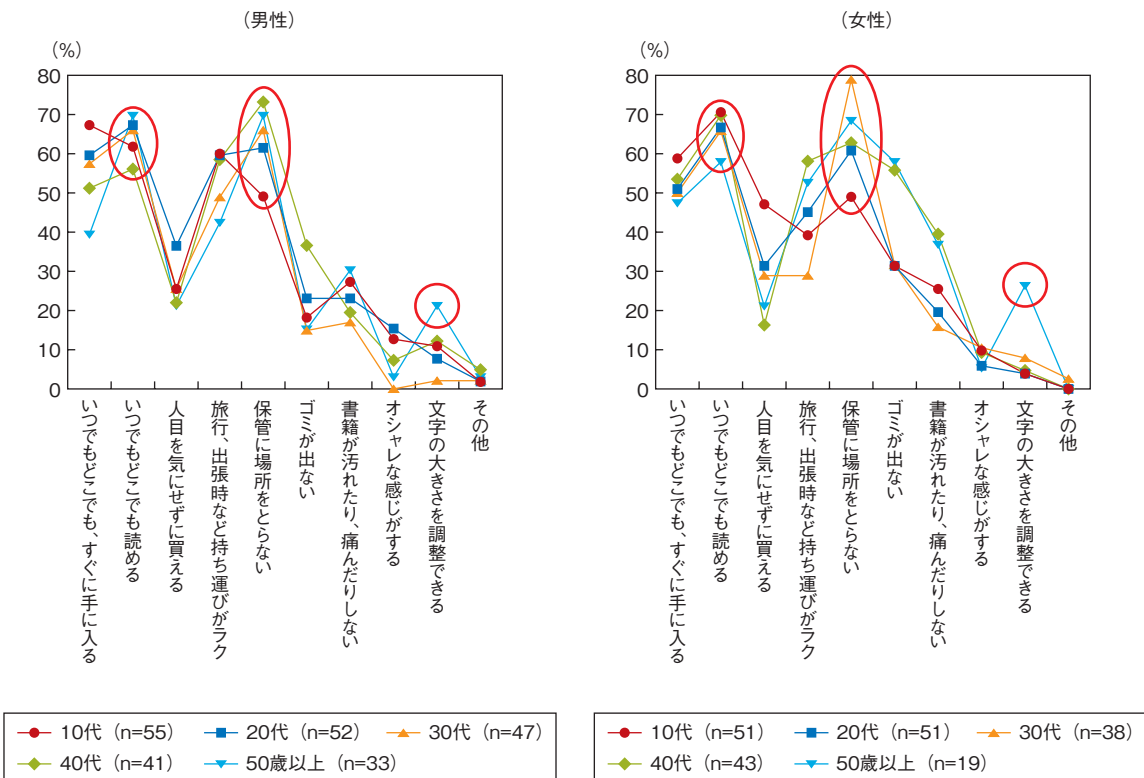 （男性）
（%）
80
70
60
50
40
30
20
10
0
いつでもどこでも、すぐに手に入る
いつでもどこでも読める
人目を気にせずに買える
旅行、出張時など持ち運びがラク
保管に場所をとらない
ゴミが出ない
書籍が汚れたり、痛んだりしない
オシャレな感じがする
文字の大きさを調整できる
その他
10代（n=55）
20代（n=52）
30代（n=47）
40代（n=41）
50歳以上（n=33）
（女性）
（%）
80
70
60
50
40
30
20
10
0
いつでもどこでも、すぐに手に入る
いつでもどこでも読める
人目を気にせずに買える
旅行、出張時など持ち運びがラク
保管に場所をとらない
ゴミが出ない
書籍が汚れたり、痛んだりしない
オシャレな感じがする
文字の大きさを調整できる
その他
10代（n=51）
20代（n=51）
30代（n=38）
40代（n=43）
50歳以上（n=19）